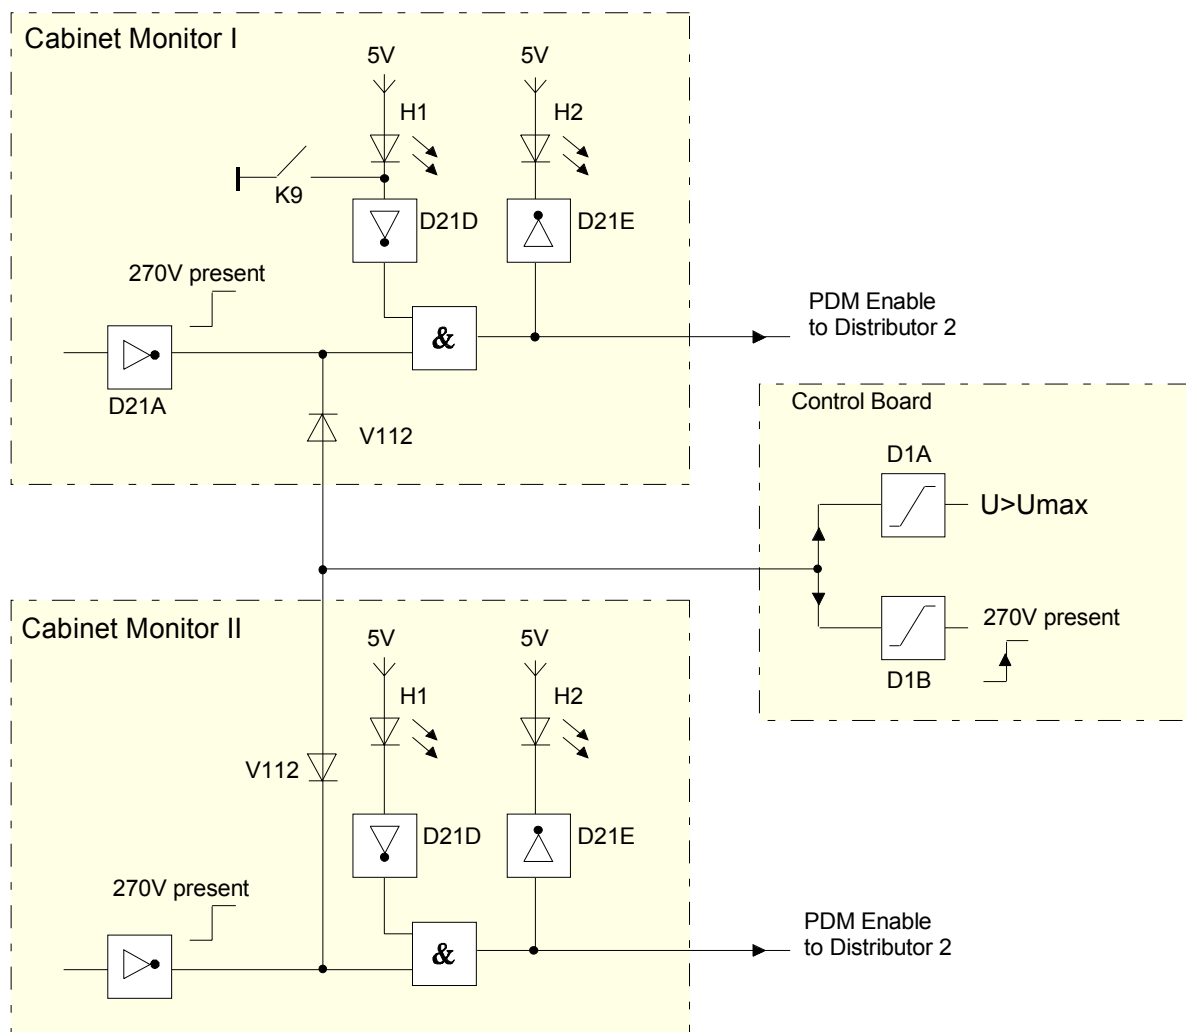 Cabinet Monitor I
5V
5V
H1
H2
K9
D21D
D21E
270V present
PDM Enable
to Distributor 2
&
D21A
V112
Control Board
D1A
U>Umax
270V present
D1B
Cabinet Monitor II
5V
5V
H1
H2
V112
D21D
D21E
270V present
PDM Enable
to Distributor 2
&